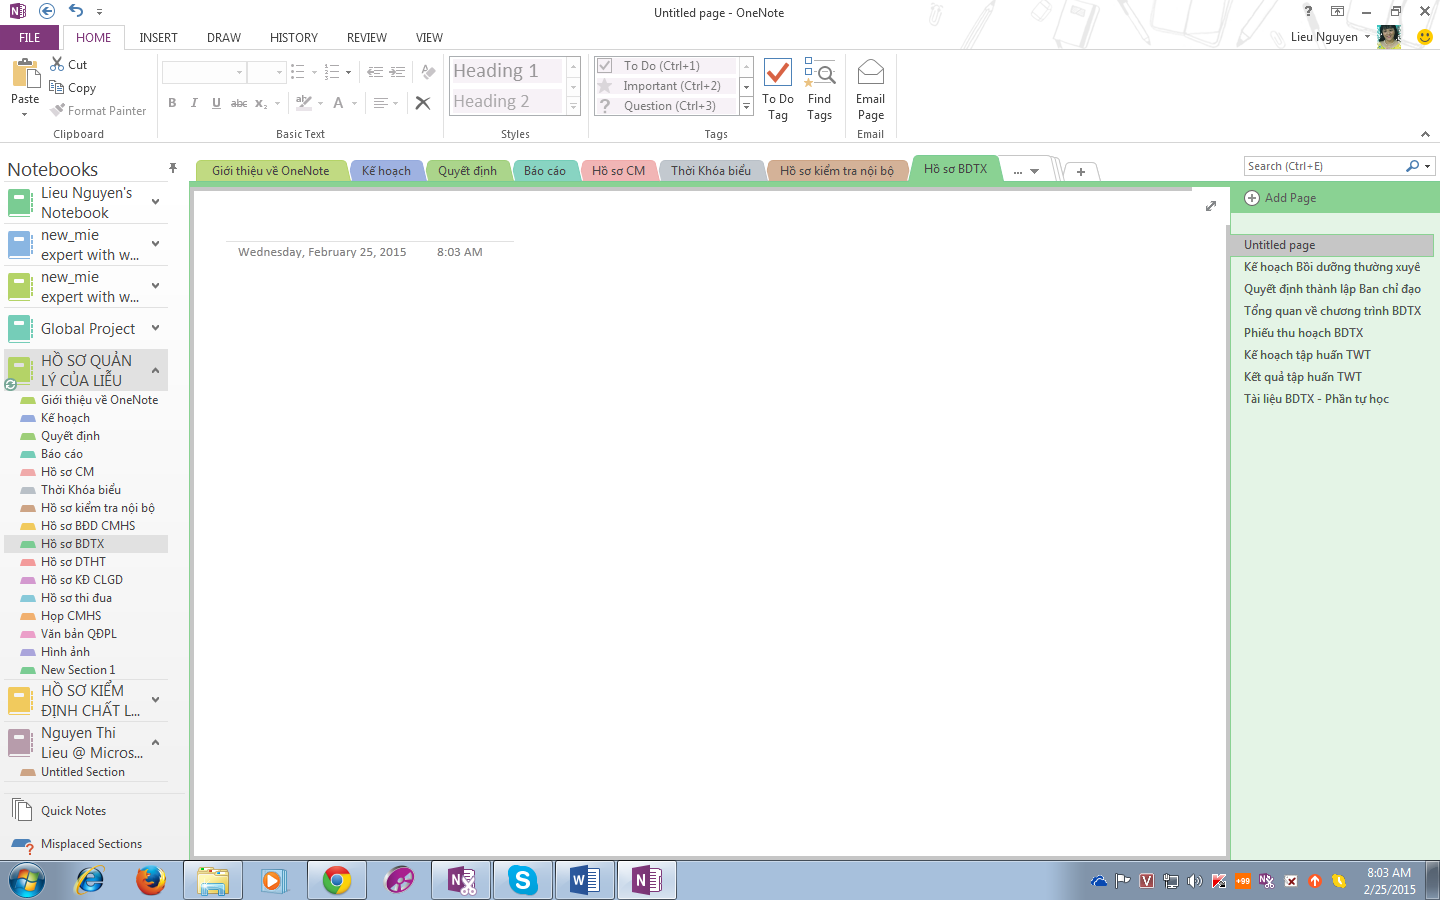 Untitled page - OneNote
FILE HOME INSERT DRAW HISTORY REVIEW VIEW
Lieu Nguyen
Paste
Cut
Copy
Format Painter
Clipboard
B I U abc x₂ ab A
Basic Text
Heading 1
Heading 2
Styles
To Do (Ctrl+1)
Important (Ctrl+2)
Question (Ctrl+3)
To Do Tag
Find Tags
Tags
Email Page
Email
Notebooks
Lieu Nguyen's
Notebook
new_mie
expert with w...
new_mie
expert with w...
Global Project
HỒ SƠ QUẢN
LÝ CỦA LIỄU
Giới thiệu về OneNote
Kế hoạch
Quyết định
Báo cáo
Hồ sơ CM
Thời Khóa biểu
Hồ sơ kiểm tra nội bộ
Hồ sơ BĐD CMHS
Hồ sơ BDTX
Hồ sơ DTHT
Hồ sơ KĐ CLGD
Hồ sơ thi đua
Họp CMHS
Văn bản QĐPL
Hình ảnh
New Section 1
HỒ SƠ KIỂM
ĐỊNH CHẤT L...
Nguyen Thi
Lieu @ Micros...
Untitled Section
Quick Notes
Misplaced Sections
Giới thiệu về OneNote Kế hoạch Quyết định Báo cáo Hồ sơ CM Thời Khóa biểu Hồ sơ kiểm tra nội bộ Hồ sơ BDTX ...
Search (Ctrl+E)
Wednesday, February 25, 2015 8:03 AM
Add Page
Untitled page
Kế hoạch Bồi dưỡng thường xuyê
Quyết định thành lập Ban chỉ đạo
Tổng quan về chương trình BDTX
Phiếu thu hoạch BDTX
Kế hoạch tập huấn TWT
Kết quả tập huấn TWT
Tài liệu BDTX - Phần tự học
+99
8:03 AM
2/25/2015